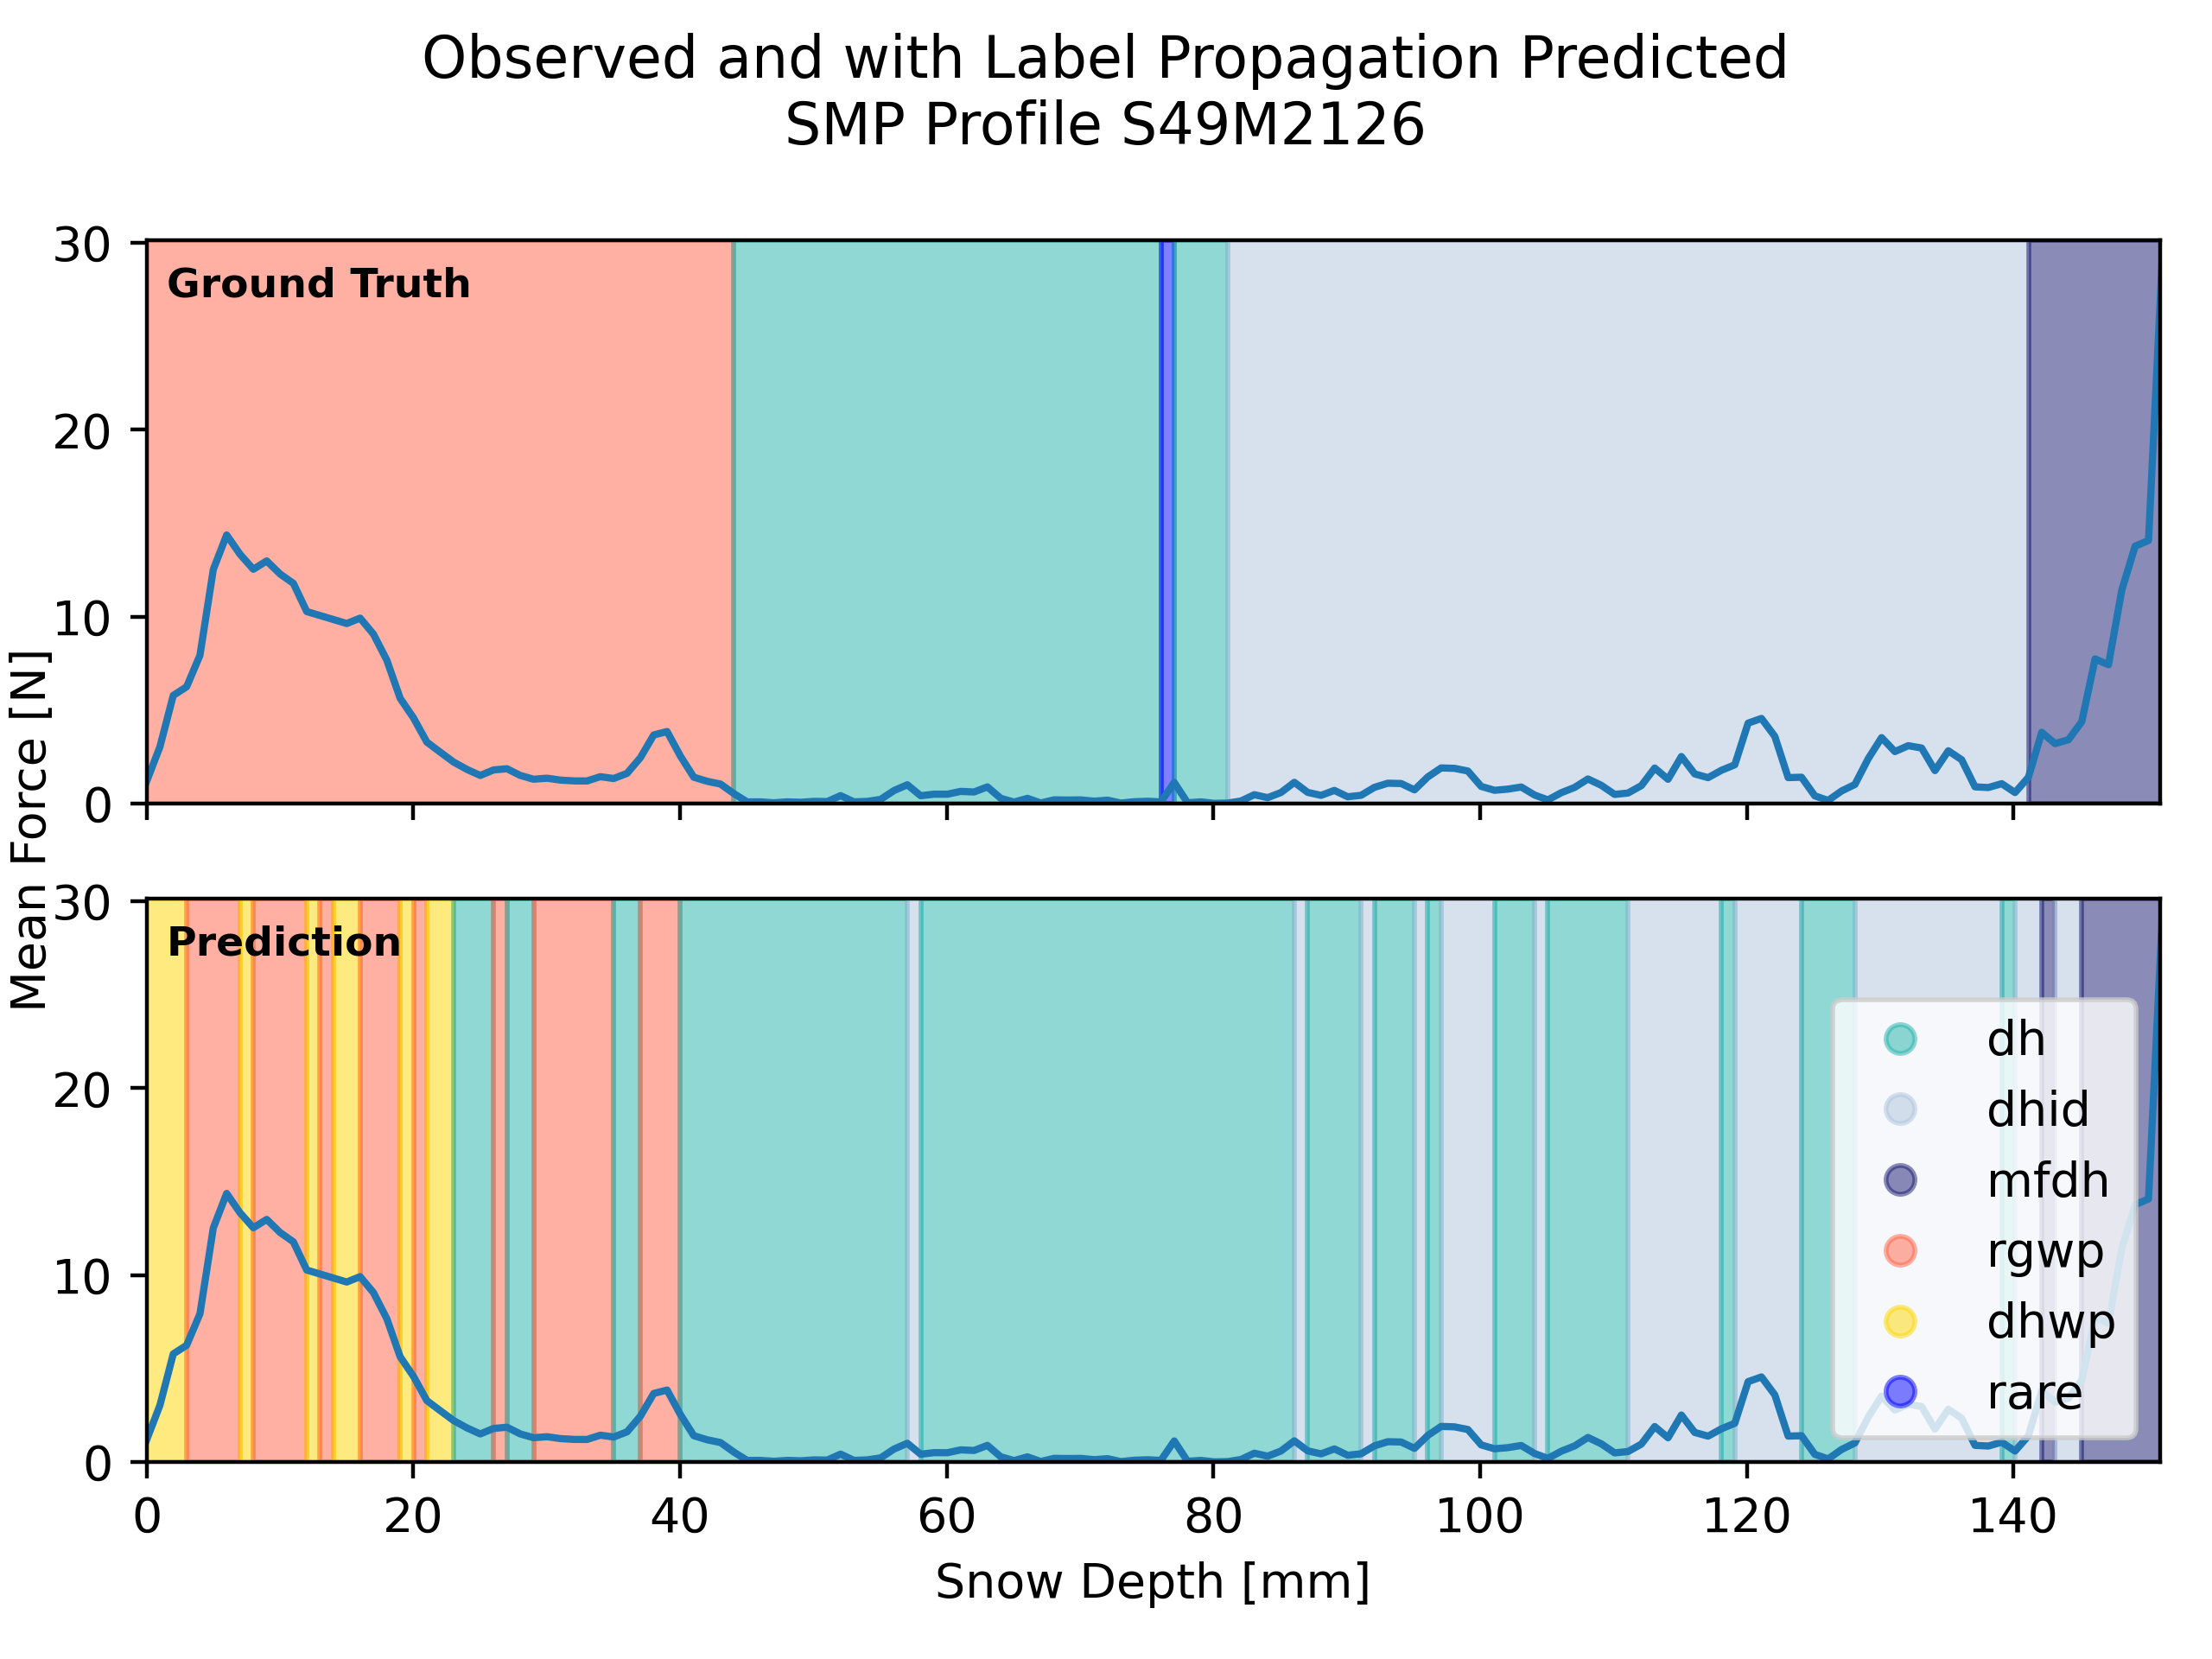 Observed and with Label Propagation Predicted
SMP Profile S49M2126
30
20
10
0
Ground Truth
Mean Force [N]
30
20
10
0
Prediction
dh
dhid
mfdh
rgwp
dhwp
rare
0 20 40 60 80 100 120 140
Snow Depth [mm]